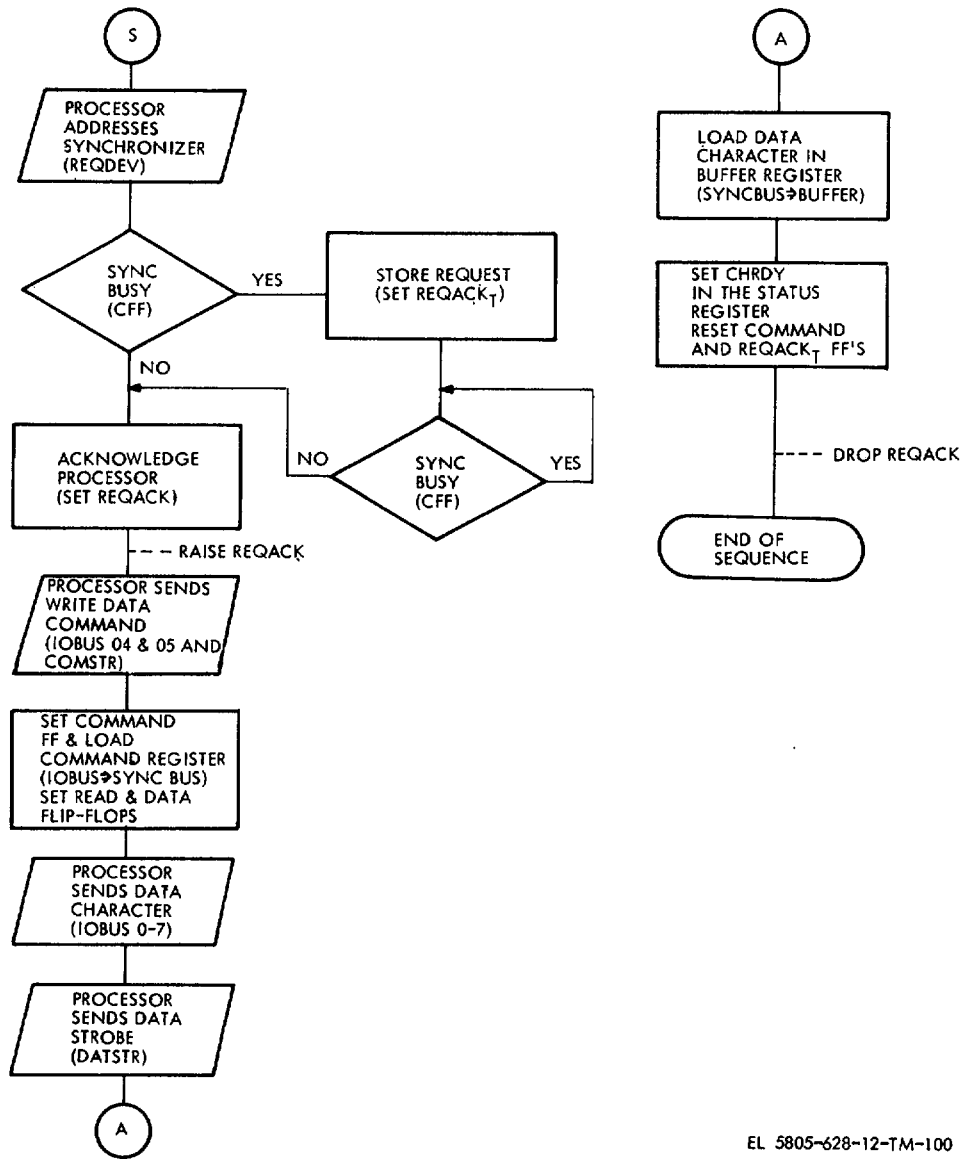 S
PROCESSOR
ADDRESSES
SYNCHRONIZER
(REQDEV)
SYNC
BUSY
(CFF)
YES
NO
STORE REQUEST
(SET REQACKT)
SYNC
BUSY
(CFF)
YES
NO
ACKNOWLEDGE
PROCESSOR
(SET REQACK)
--- RAISE REQACK
PROCESSOR SENDS
WRITE DATA
COMMAND
(IOBUS 04 & 05 AND
COMSTR)
SET COMMAND
FF & LOAD
COMMAND REGISTER
(IOBUS→SYNC BUS)
SET READ & DATA
FLIP-FLOPS
PROCESSOR
SENDS DATA
CHARACTER
(IOBUS 0-7)
PROCESSOR
SENDS DATA
STROBE
(DATSTR)
A
A
LOAD DATA
CHARACTER IN
BUFFER REGISTER
(SYNCBUS→BUFFER)
SET CHRDY
IN THE STATUS
REGISTER
RESET COMMAND
AND REQACKT FF'S
---- DROP REQACK
END OF
SEQUENCE
EL 5805-628-12-TM-100